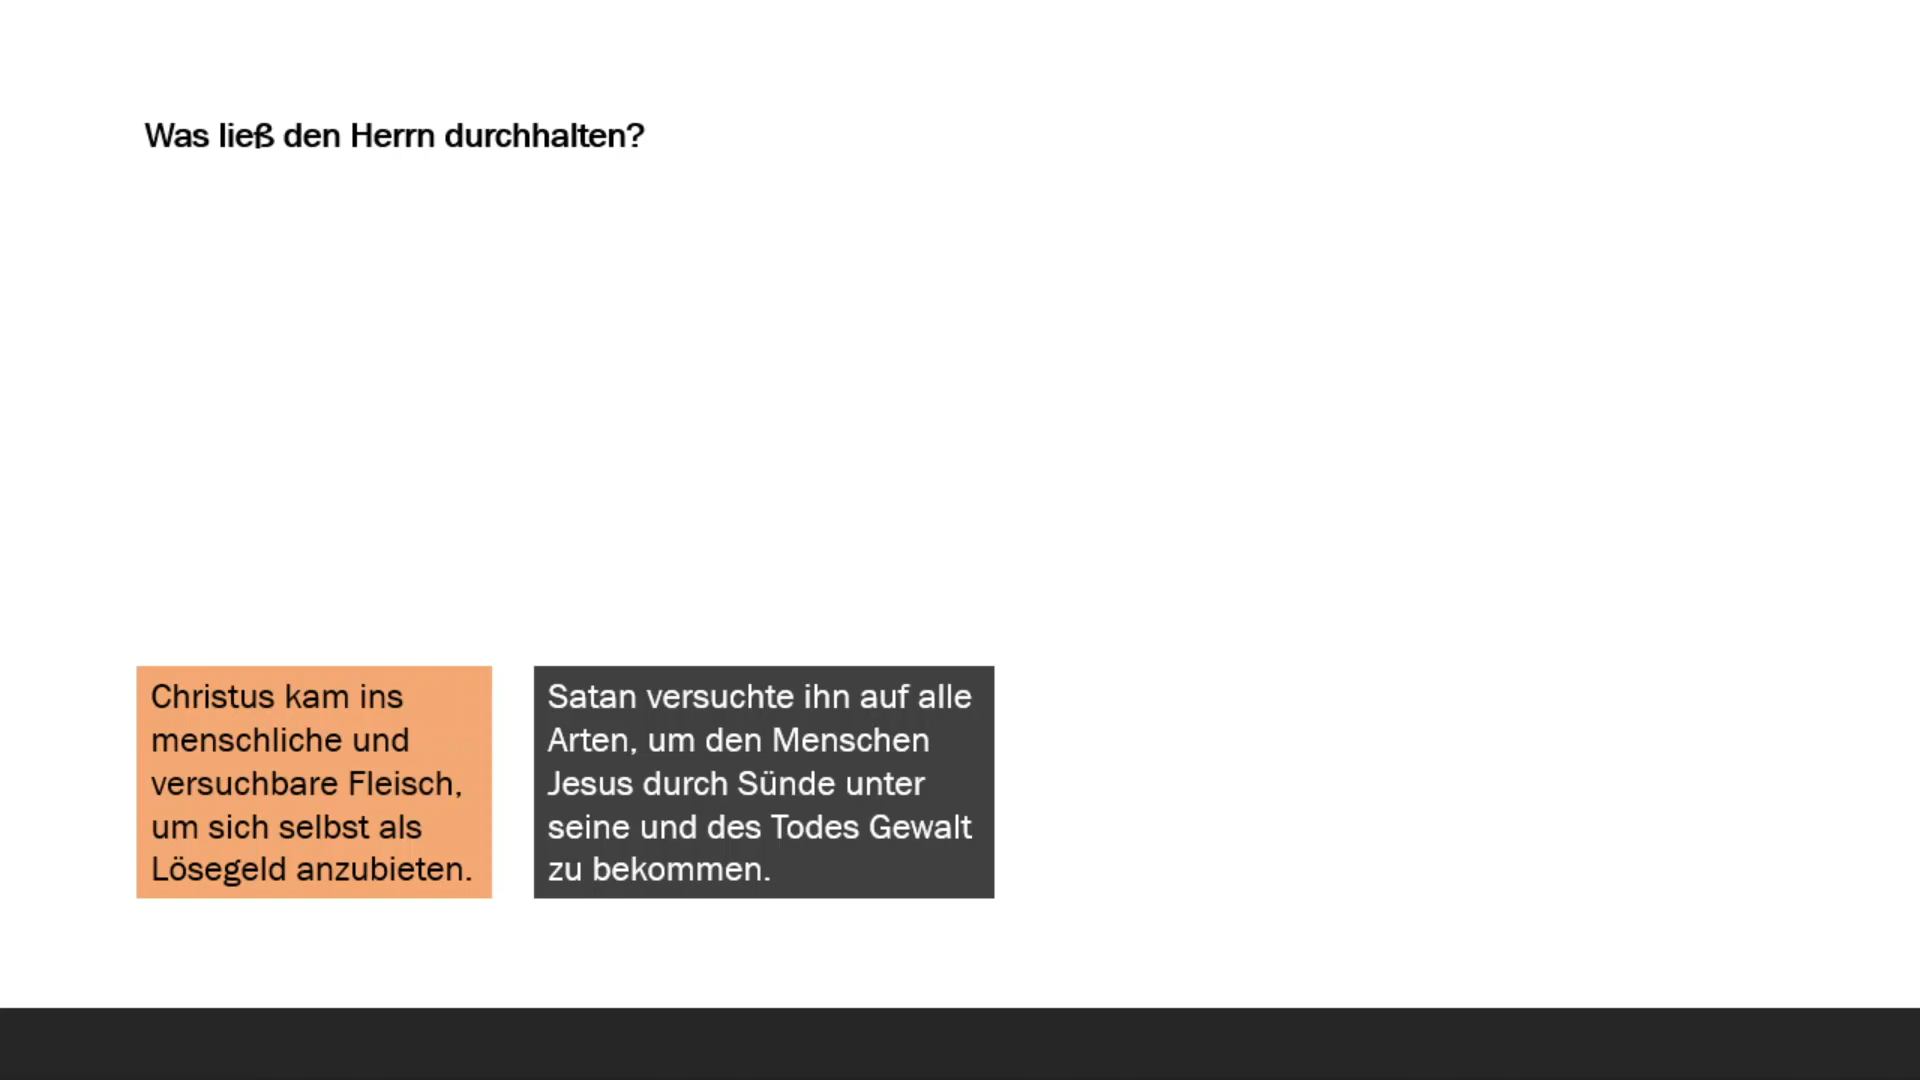 Was ließ den Herrn durchhalten?
Christus kam ins
menschliche und
versuchbare Fleisch,
um sich selbst als
Lösegeld anzubieten.
Satan versuchte ihn auf alle
Arten, um den Menschen
Jesus durch Sünde unter
seine und des Todes Gewalt
zu bekommen.